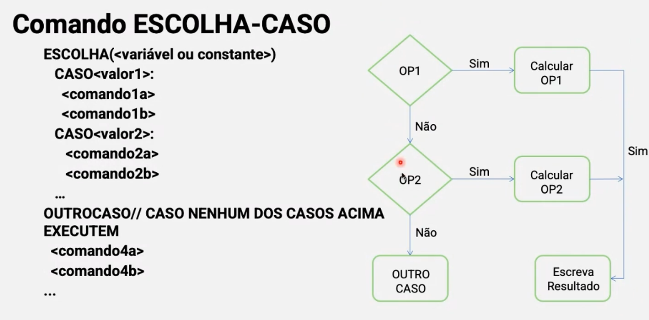 Comando ESCOLHA-CASO
ESCOLHA(<variável ou constante>)
CASO<valor1>:
<comando1a>
<comando1b>
CASO<valor2>:
<comando2a>
<comando2b>
...
OUTROCASO// CASO NENHUM DOS CASOS ACIMA
EXECUTEM
<comando4a>
<comando4b>
...
OP1
Sim
Calcular
OP1
Não
Sim
OP2
Sim
Calcular
OP2
Não
OUTRO
CASO
Escreva
Resultado